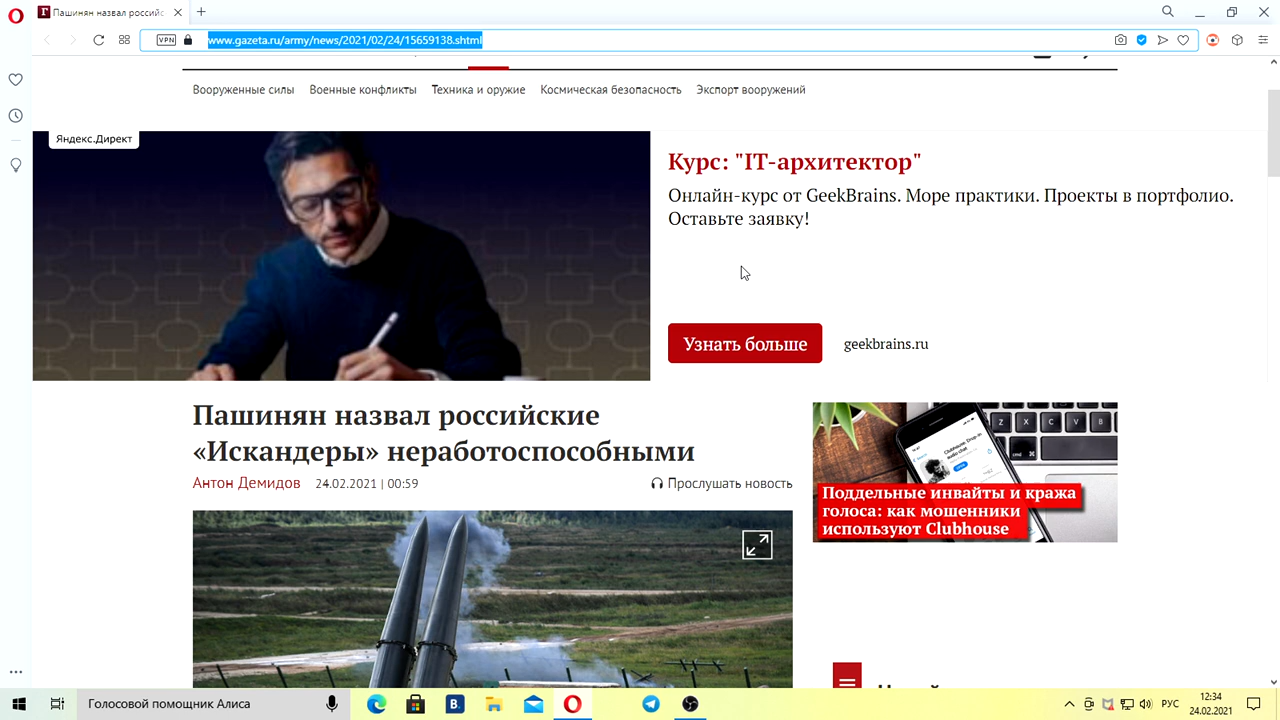 Пашинян назвал россий
www.gazeta.ru/army/news/2021/02/24/15659138.shtml
VPN
Вооруженные силы
Военные конфликты
Техника и оружие
Космическая безопасность
Экспорт вооружений
Яндекс.Директ
Курс: "IT-архитектор"
Онлайн-курс от GeekBrains. Море практики. Проекты в портфолио.
Оставьте заявку!
Узнать больше
geekbrains.ru
Пашинян назвал российские
«Искандеры» неработоспособными
Антон Демидов
24.02.2021 | 00:59
Прослушать новость
Z X C V B
cmd
Поддельные инвайты и кража
голоса: как мошенники
используют Clubhouse
Голосовой помощник Алиса
B.
РУС
12:34
24.02.2021